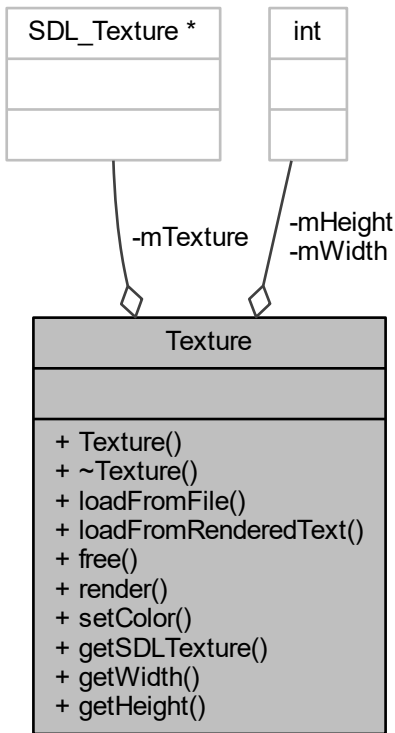 SDL_Texture *
int
-mTexture
-mHeight
-mWidth
Texture
+ Texture()
+ ~Texture()
+ loadFromFile()
+ loadFromRenderedText()
+ free()
+ render()
+ setColor()
+ getSDLTexture()
+ getWidth()
+ getHeight()